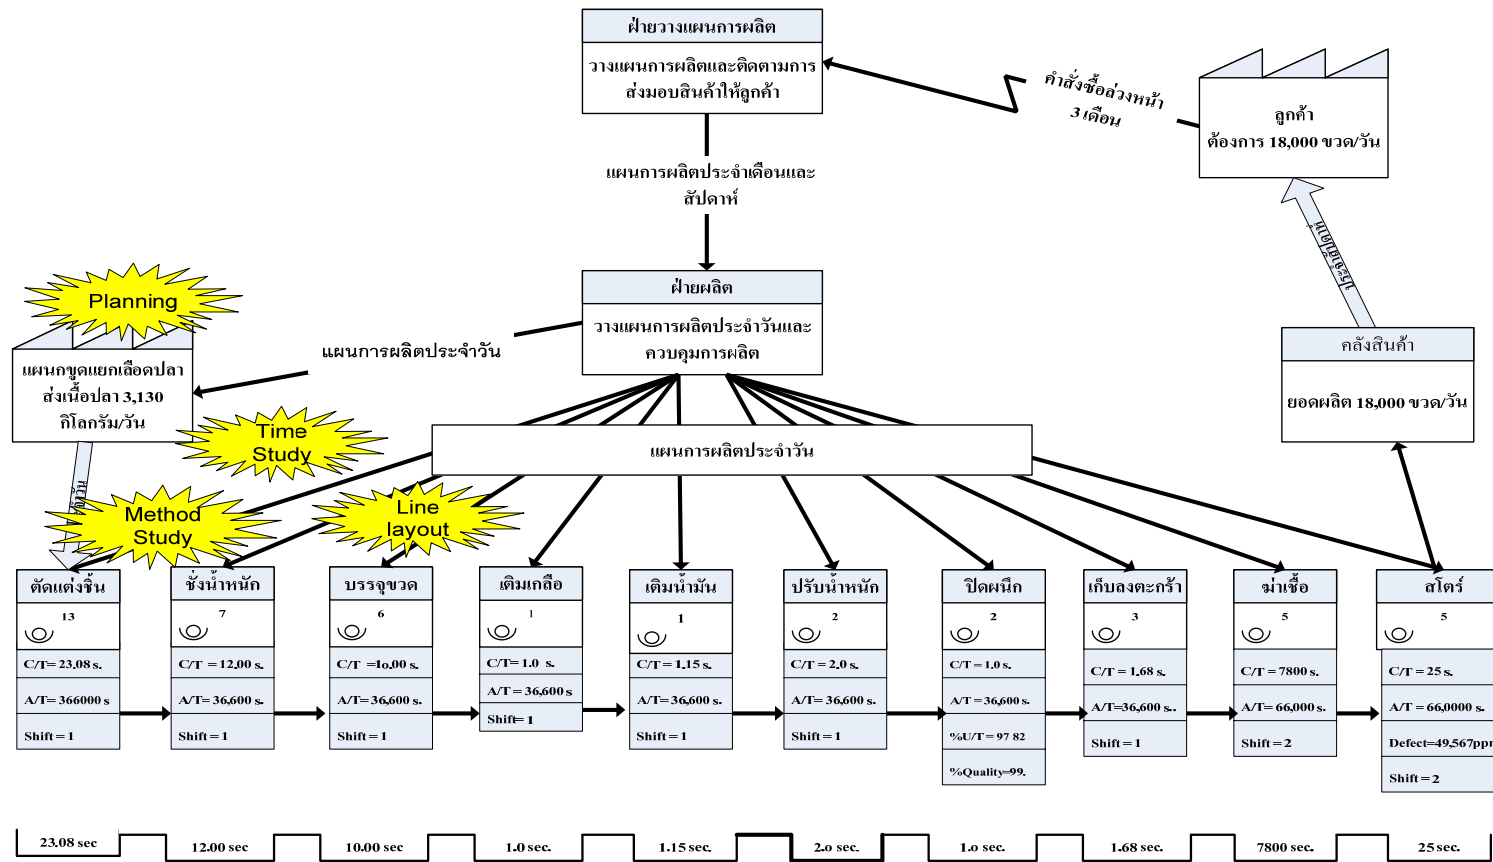 ฝ่ายวางแผนการผลิต
วางแผนการผลิตและติดตามการ
ส่งมอบสินค้าให้ลูกค้า
คำสั่งซื้อล่วงหน้า
3 เดือน
ลูกค้า
ต้องการ 18,000 ขวด/วัน
แผนการผลิตประจำเดือนและ
สัปดาห์
ฝ่ายผลิต
วางแผนการผลิตประจำวันและ
ควบคุมการผลิต
Planning
แผนกขูดแยกเลือดปลา
ส่งเนื้อปลา 3,130
กิโลกรัม/วัน
แผนการผลิตประจำวัน
คลังสินค้า
ยอดผลิต 18,000 ขวด/วัน
Time
Study
แผนการผลิตประจำวัน
Method
Study
Line
layout
ตัดแต่งชิ้น
13
C/T= 23.08 s.
A/T= 366000 s
Shift = 1
ชั่งน้ำหนัก
7
C/T = 12.00 s.
A/T= 36,600 s.
Shift = 1
บรรจุขวด
6
C/T =1o.00 s.
A/T= 36,600 s.
Shift = 1
เติมเกลือ
1
C/T= 1.0 s.
A/T = 36,600 s
Shift= 1
เติมน้ำมัน
1
C/T= 1.15 s.
A/T=36,600 s.
Shift = 1
ปรับน้ำหนัก
2
C/T= 2.0 s.
A/T= 36,600 s.
Shift = 1
ปิดผนึก
2
C/T= 1.0 s.
A/T= 36,600 s.
%U/T = 97 82
%Quality=99.
เก็บลงตะกร้า
3
C/T= 1.68 s.
A/T=36,600 s..
Shift = 1
ฆ่าเชื้อ
5
C/T = 7800 s.
A/T= 66,000 s.
Shift = 2
สโตร์
5
C/T = 25 s.
A/T = 66,0000 s.
Defect=49,567ppm
Shift = 2
23.08 sec
12.00 sec
10.00 sec
1.0 sec.
1.15 sec.
2.o sec.
1.o sec.
1.68 sec.
7800 sec.
25 sec.